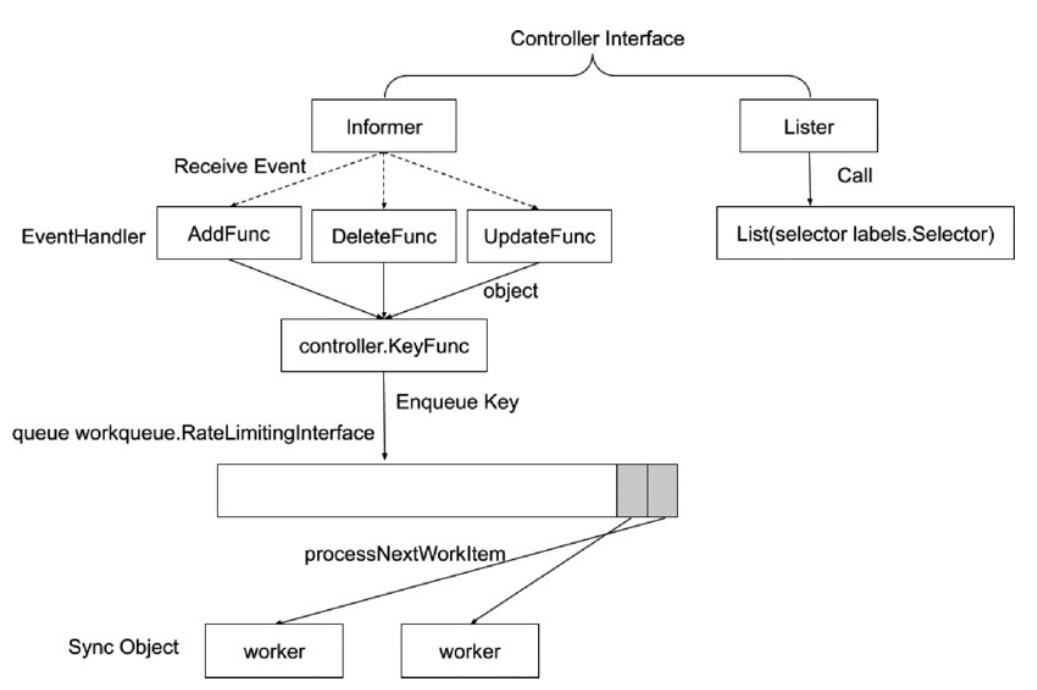 Controller Interface
Informer
Lister
Receive Event
Call
EventHandler
AddFunc
DeleteFunc
UpdateFunc
List(selector labels.Selector)
object
controller.KeyFunc
Enqueue Key
queue workqueue.RateLimitingInterface
processNextWorkItem
Sync Object
worker
worker